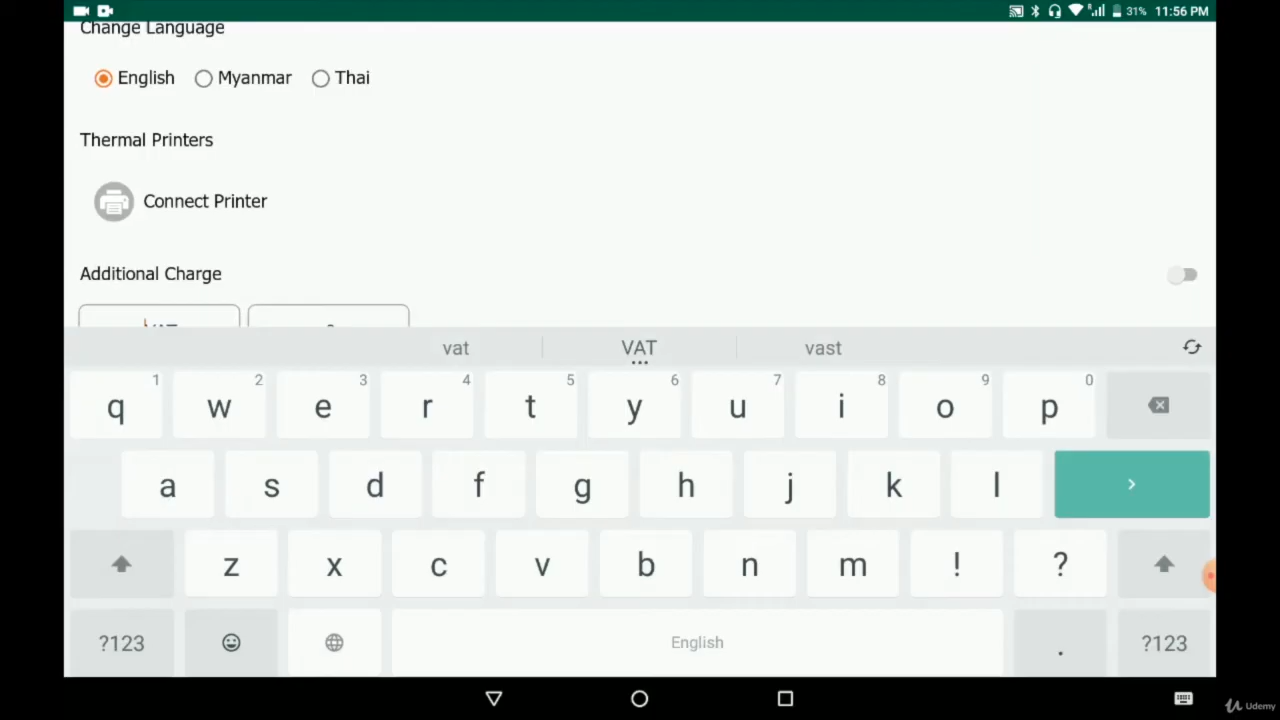 31% 11:56 PM
Change Language
English Myanmar Thai
Thermal Printers
Connect Printer
Additional Charge
VAT
vat VAT vast
1 2 3 4 5 6 7 8 9 0
q w e r t y u i o p
a s d f g h j k l
z x c v b n m ! ?
?123 English . ?123
Udemy